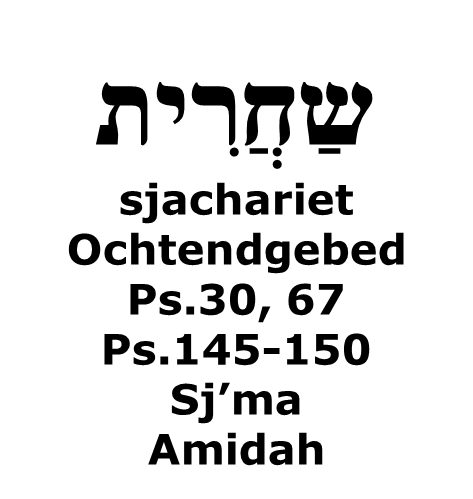 שַׁחֲרִית
sjachariet
Ochtendgebed
Ps.30, 67
Ps.145-150
Sj’ma
Amidah